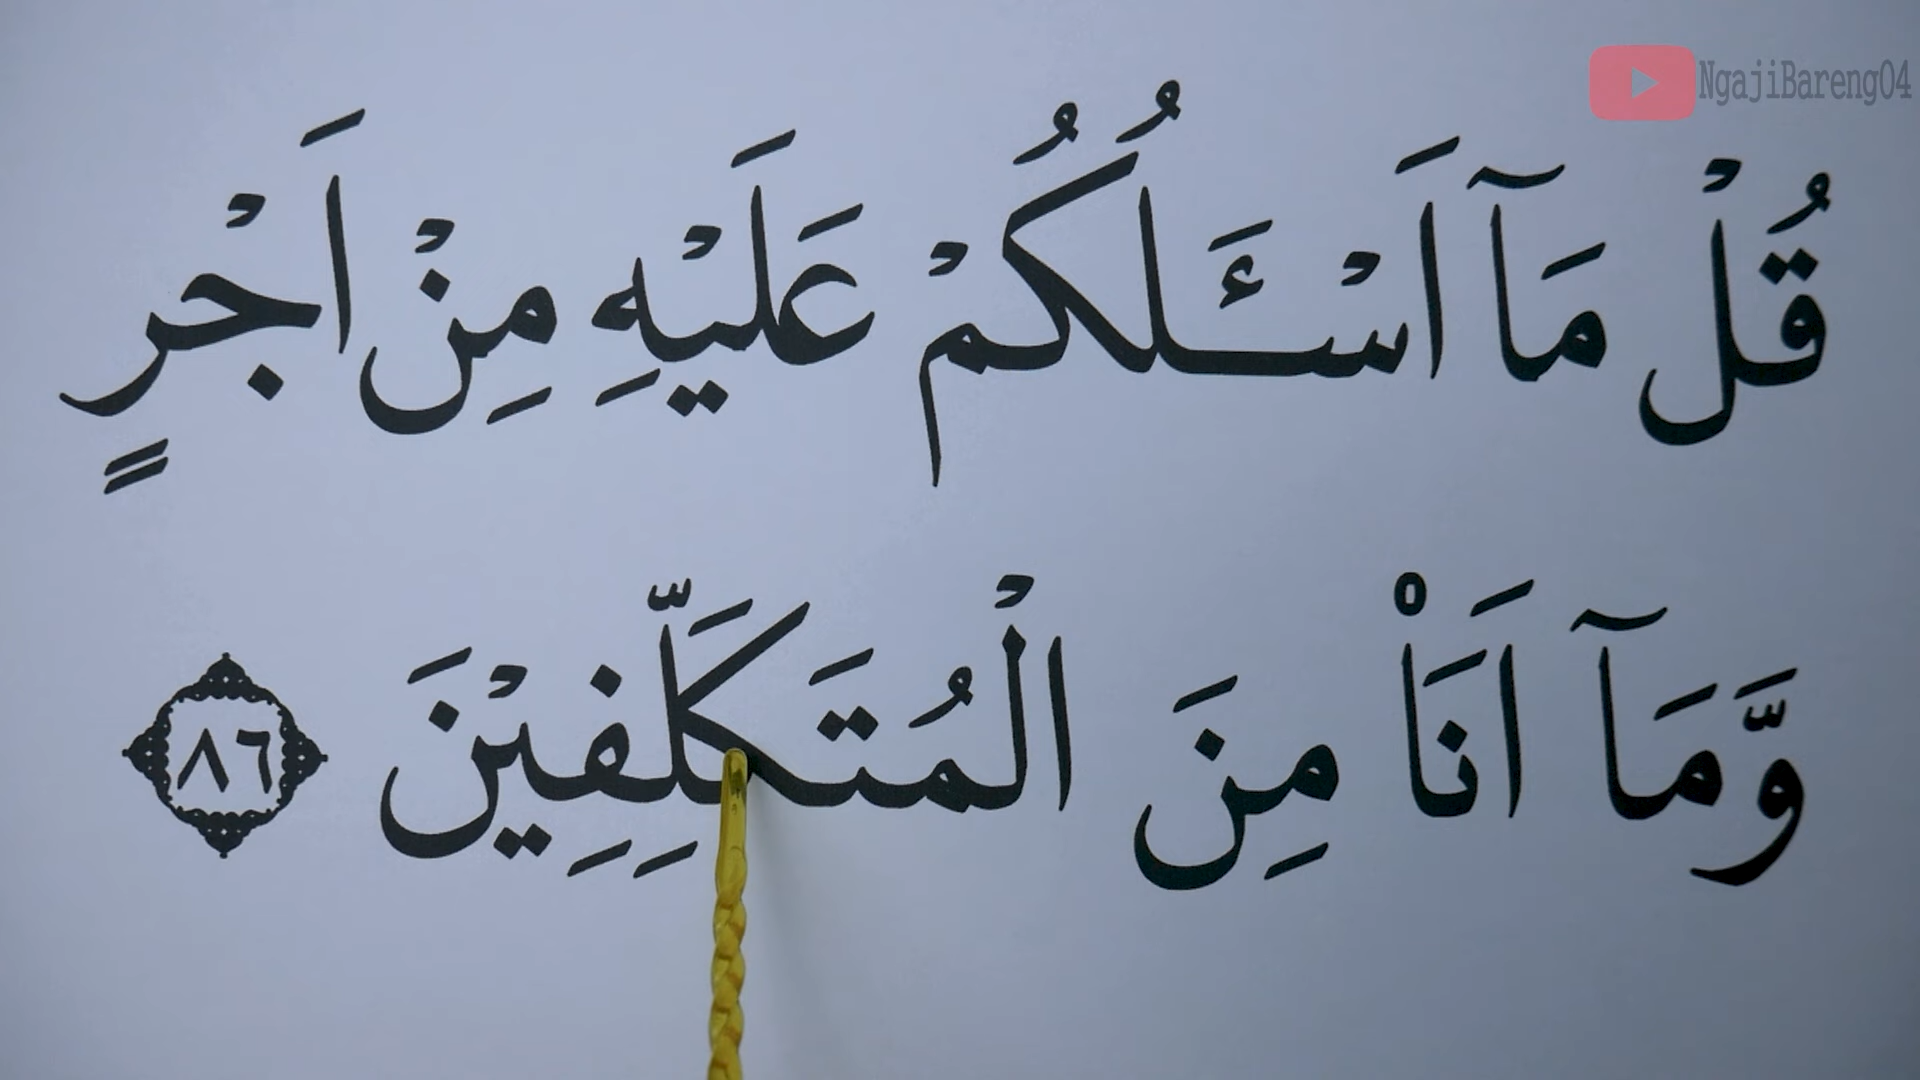 NgajiBareng04
قُلْ مَآ اَسْـَٔلُكُمْ عَلَيْهِ مِنْ اَجْرٍ
وَّمَآ اَنَا۠ مِنَ الْمُتَكَلِّفِيْنَ ٨٦